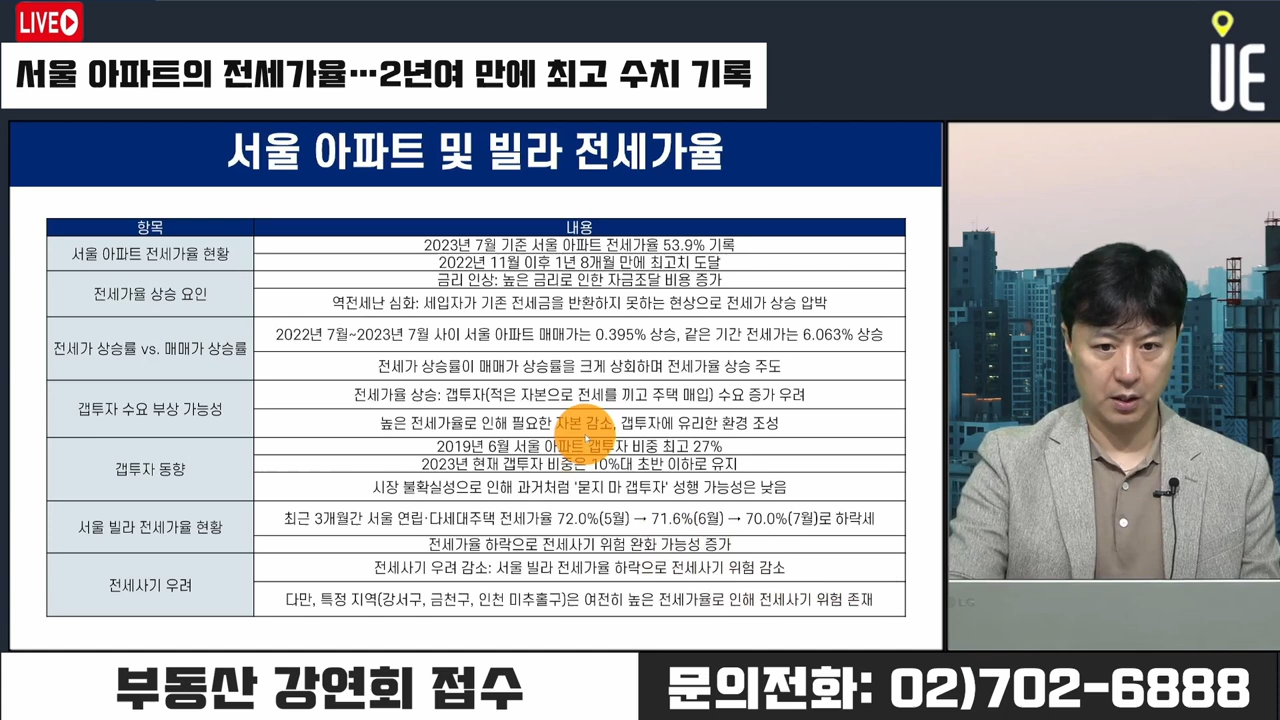 LIVE
서울 아파트의 전세가율…2년여 만에 최고 수치 기록
UE
서울 아파트 및 빌라 전세가율
항목 내용
서울 아파트 전세가율 현황
2023년 7월 기준 서울 아파트 전세가율 53.9% 기록
2022년 11월 이후 1년 8개월 만에 최고치 도달
전세가율 상승 요인
금리 인상: 높은 금리로 인한 자금조달 비용 증가
역전세난 심화: 세입자가 기존 전세금을 반환하지 못하는 현상으로 전세가 상승 압박
전세가 상승률 vs. 매매가 상승률
2022년 7월~2023년 7월 사이 서울 아파트 매매가는 0.395% 상승, 같은 기간 전세가는 6.063% 상승
전세가 상승률이 매매가 상승률을 크게 상회하며 전세가율 상승 주도
갭투자 수요 부상 가능성
전세가율 상승: 갭투자(적은 자본으로 전세를 끼고 주택 매입) 수요 증가 우려
높은 전세가율로 인해 필요한 자본 감소, 갭투자에 유리한 환경 조성
갭투자 동향
2019년 6월 서울 아파트 갭투자 비중 최고 27%
2023년 현재 갭투자 비중은 10%대 초반 이하로 유지
시장 불확실성으로 인해 과거처럼 '묻지 마 갭투자' 성행 가능성은 낮음
서울 빌라 전세가율 현황
최근 3개월간 서울 연립·다세대주택 전세가율 72.0%(5월) → 71.6%(6월) → 70.0%(7월)로 하락세
전세가율 하락으로 전세사기 위험 완화 가능성 증가
전세사기 우려
전세사기 우려 감소: 서울 빌라 전세가율 하락으로 전세사기 위험 감소
다만, 특정 지역(강서구, 금천구, 인천 미추홀구)은 여전히 높은 전세가율로 인해 전세사기 위험 존재
LG
부동산 강연회 접수
문의전화: 02)702-6888